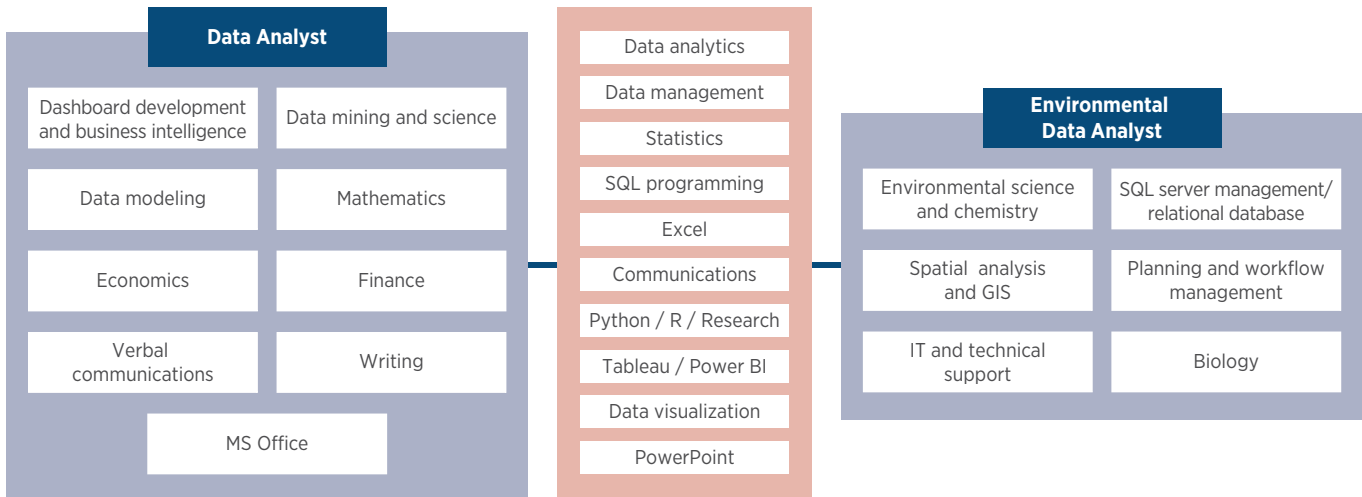 Data Analyst
Dashboard development
and business intelligence
Data mining and science
Data modeling
Mathematics
Economics
Finance
Verbal
communications
Writing
MS Office
Data analytics
Data management
Statistics
SQL programming
Excel
Communications
Python / R / Research
Tableau / Power BI
Data visualization
PowerPoint
Environmental
Data Analyst
Environmental science
and chemistry
SQL server management/
relational database
Spatial analysis
and GIS
Planning and workflow
management
IT and technical
support
Biology